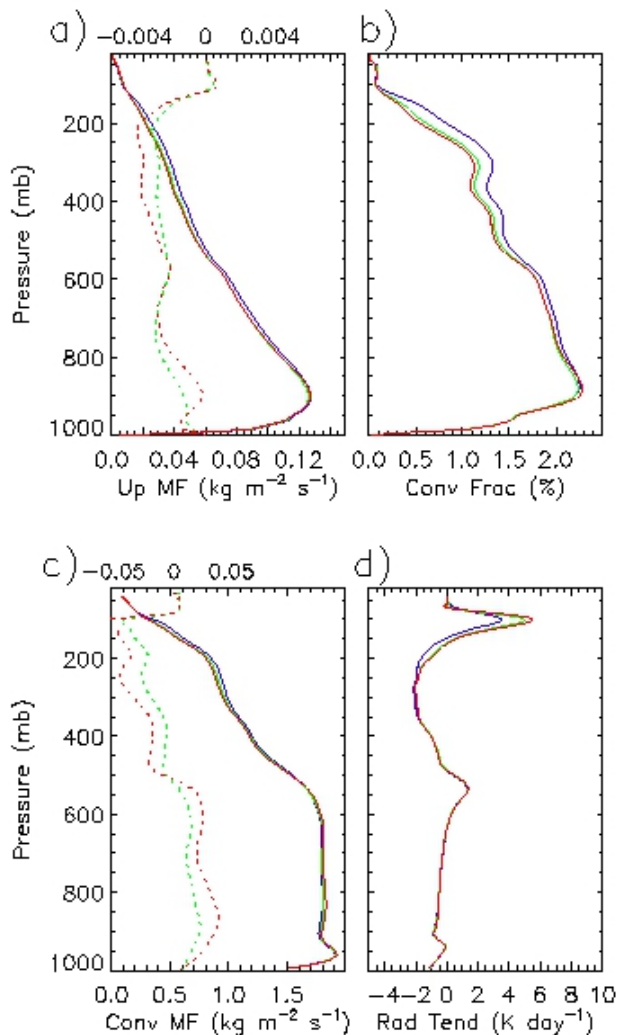 a) −0.004 0 0.004 b)
Pressure (mb)
200
400
600
800
1000
0.0 0.04 0.08 0.12 0.0 0.5 1.0 1.5 2.0
Up MF (kg m⁻² s⁻¹) Conv Frac (%)
c) −0.05 0 0.05 d)
Pressure (mb)
200
400
600
800
1000
0.0 0.5 1.0 1.5 −4−2 0 2 4 6 8 10
Conv MF (kg m⁻² s⁻¹) Rad Tend (K day⁻¹)